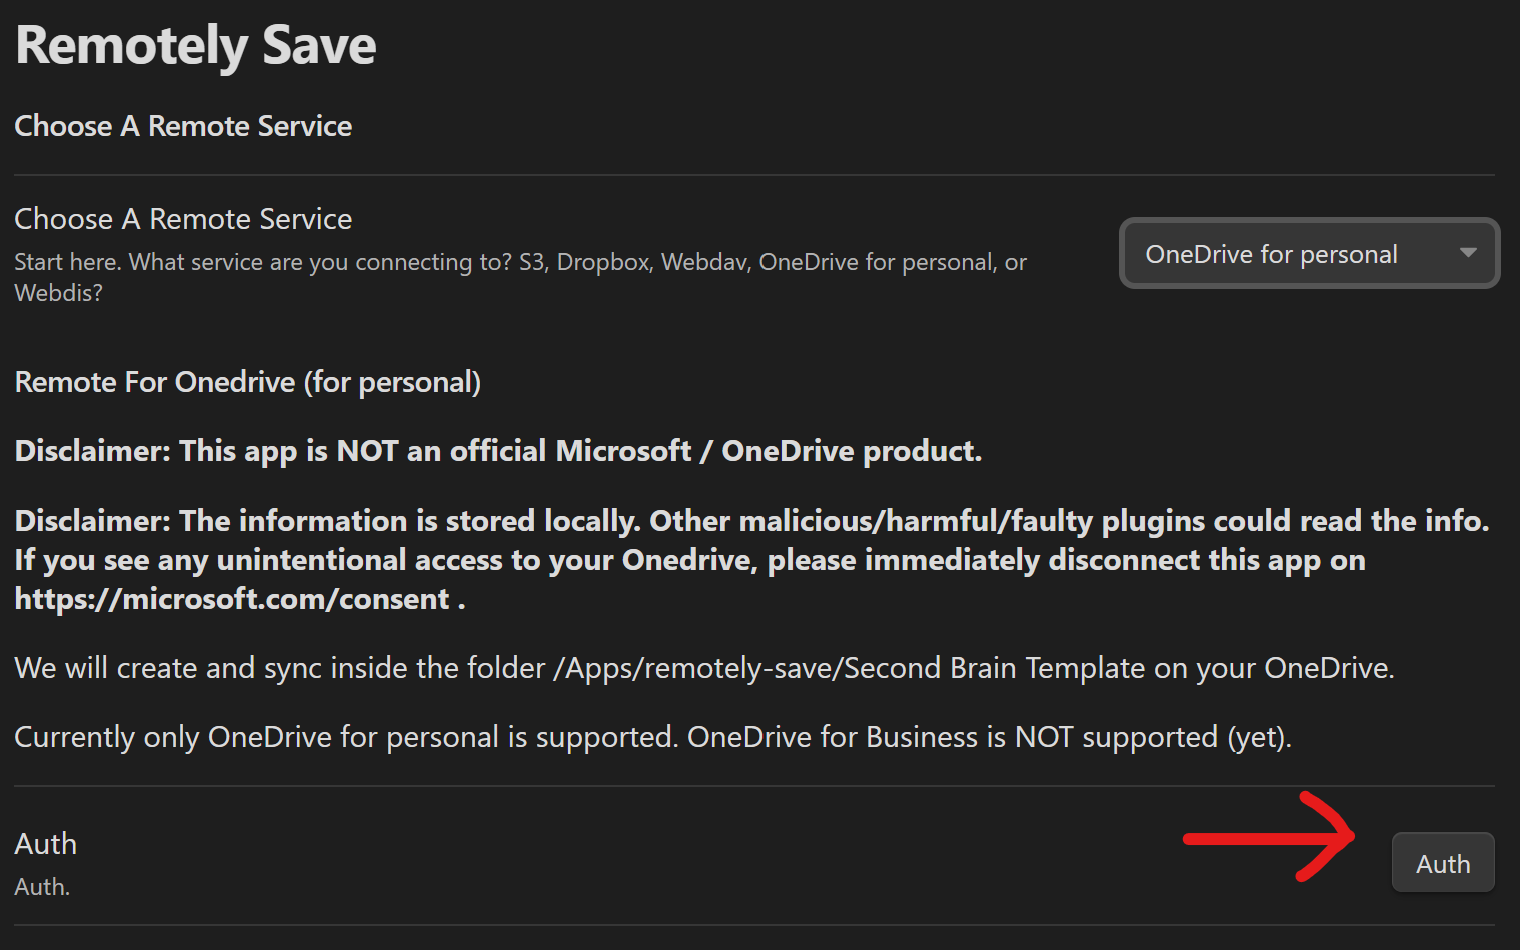 Remotely Save
Choose A Remote Service
Choose A Remote Service
Start here. What service are you connecting to? S3, Dropbox, Webdav, OneDrive for personal, or
Webdis?
OneDrive for personal
Remote For Onedrive (for personal)
Disclaimer: This app is NOT an official Microsoft / OneDrive product.
Disclaimer: The information is stored locally. Other malicious/harmful/faulty plugins could read the info.
If you see any unintentional access to your Onedrive, please immediately disconnect this app on
https://microsoft.com/consent .
We will create and sync inside the folder /Apps/remotely-save/Second Brain Template on your OneDrive.
Currently only OneDrive for personal is supported. OneDrive for Business is NOT supported (yet).
Auth
Auth.
Auth